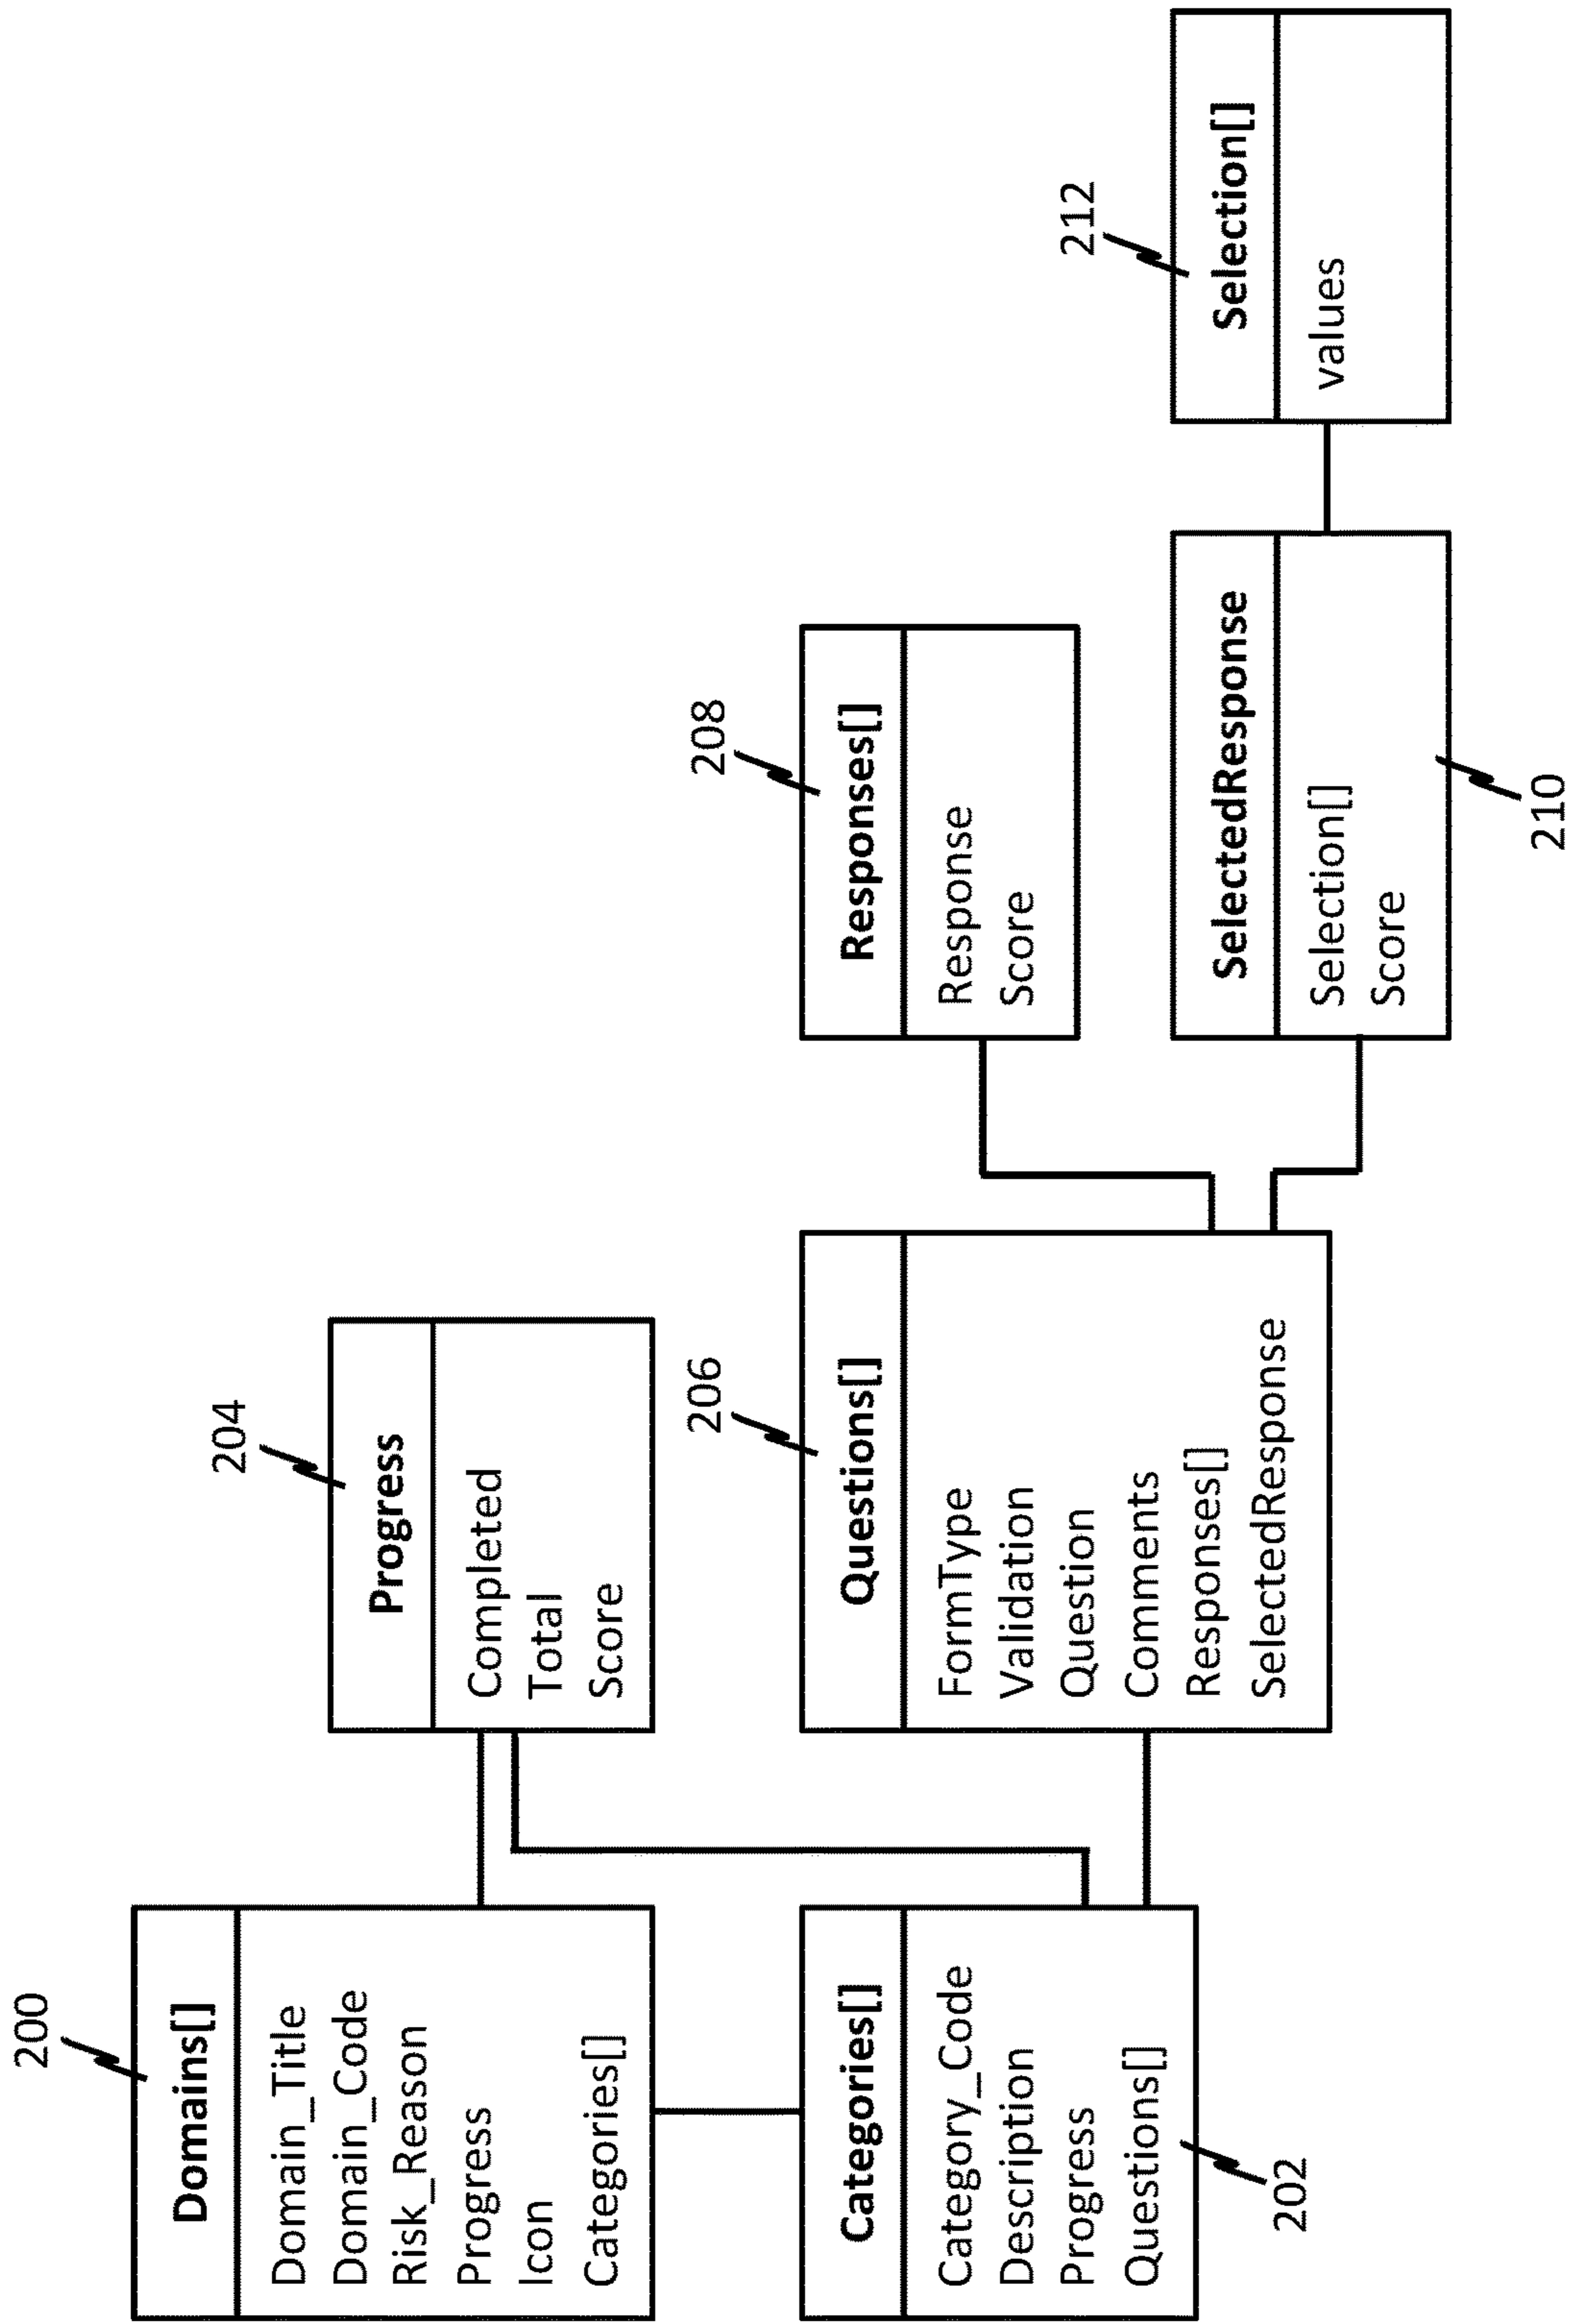 200
Domains[]
Domain_Title
Domain_Code
Risk_Reason
Progress
Icon
Categories[]
204
Progress
Completed
Total
Score
Categories[]
Category_Code
Description
Progress
Questions[]
202
206
Questions[]
FormType
Validation
Question
Comments
Responses[]
SelectedResponse
208
Responses[]
Response
Score
SelectedResponse
Selection[]
Score
210
212
Selection[]
values